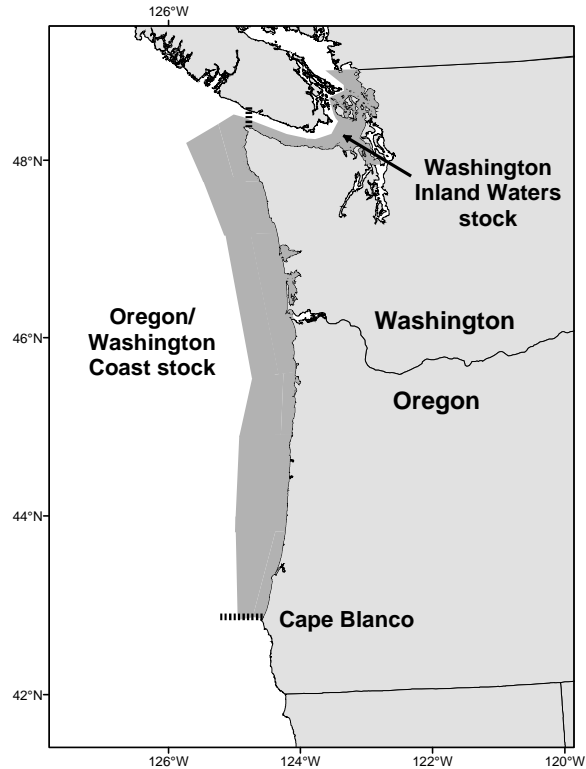 126°W
48°N
Washington
Inland Waters
stock
Oregon/
Washington
Coast stock
46°N
Washington
Oregon
44°N
Cape Blanco
42°N
126°W
124°W
122°W
120°W